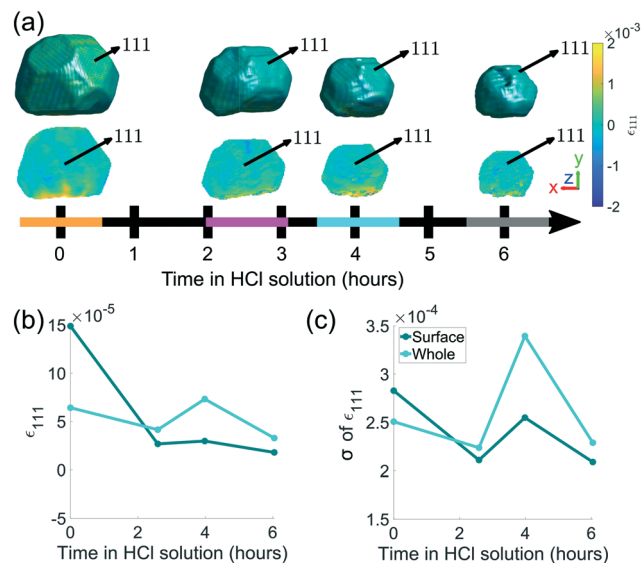 (a)
111
111
111
111
111
111
111
111
×10⁻³
2
1
0
-1
-2
ϵ₁₁₁
y
z
x
0 1 2 3 4 5 6
Time in HCl solution (hours)
(b)
×10⁻⁵
15
10
5
0
-5
ϵ₁₁₁
0 2 4 6
Time in HCl solution (hours)
(c)
×10⁻⁴
3.5
3
2.5
2
1.5
σ of ϵ₁₁₁
Surface
Whole
0 2 4 6
Time in HCl solution (hours)